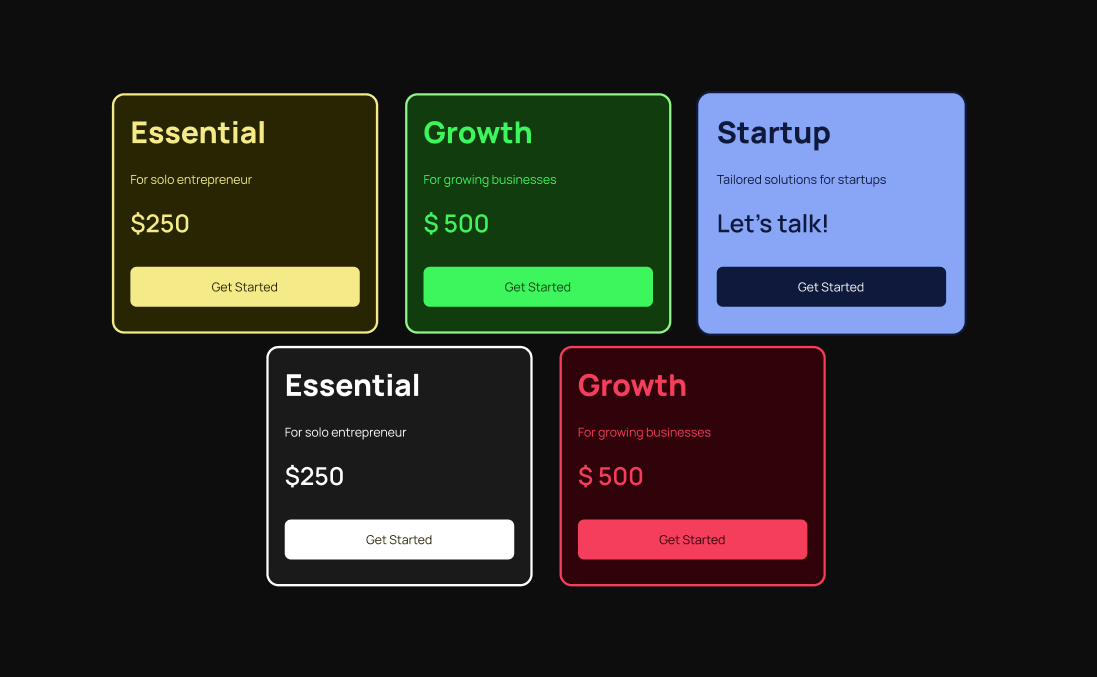 Essential
For solo entrepreneur
$250
Get Started
Growth
For growing businesses
$ 500
Get Started
Startup
Tailored solutions for startups
Let's talk!
Get Started
Essential
For solo entrepreneur
$250
Get Started
Growth
For growing businesses
$ 500
Get Started